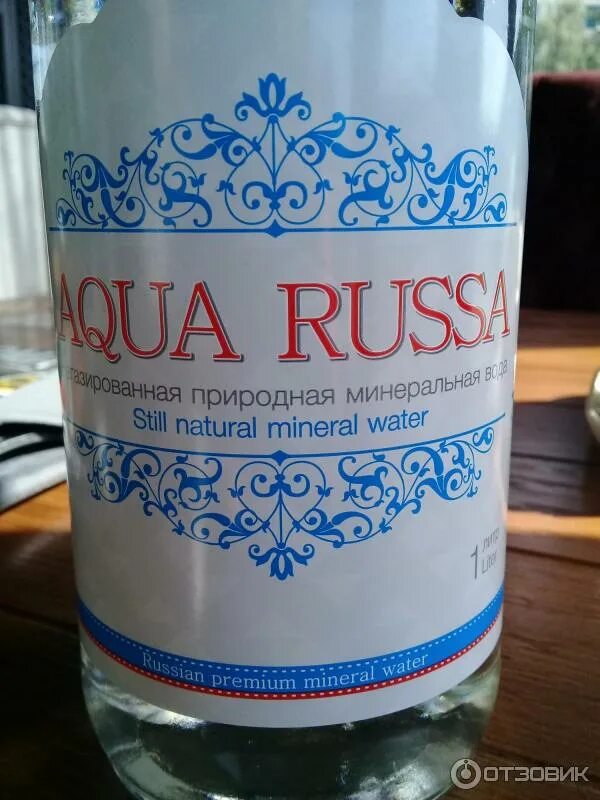 AQUA RUSSA
газированная природная минеральная вода
Still natural mineral water
1 литр
Liter
Russian premium mineral water
ОТЗОВИК